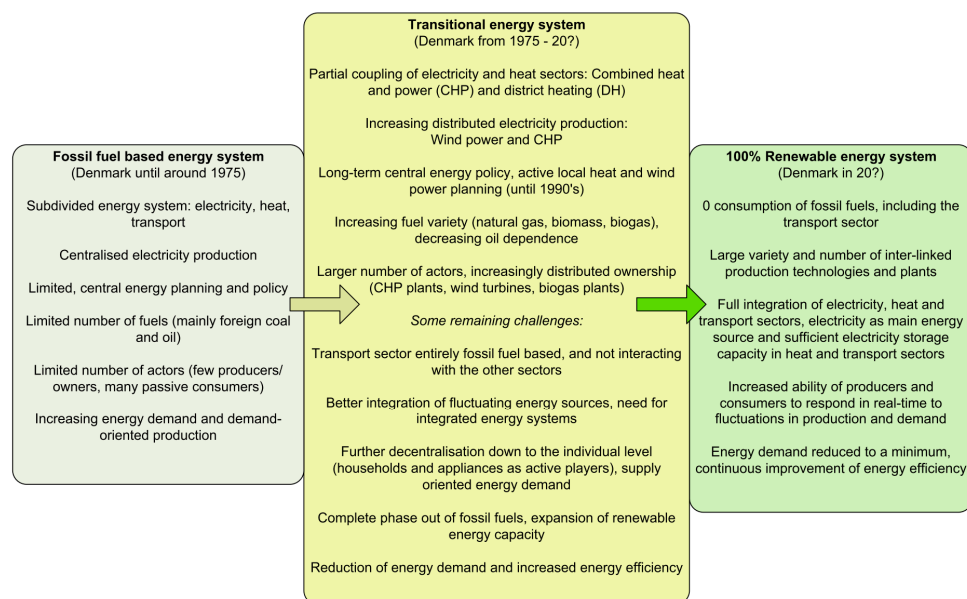 Fossil fuel based energy system
(Denmark until around 1975)
Subdivided energy system: electricity, heat,
transport
Centralised electricity production
Limited, central energy planning and policy
Limited number of fuels (mainly foreign coal
and oil)
Limited number of actors (few producers/
owners, many passive consumers)
Increasing energy demand and demand-
oriented production
Transitional energy system
(Denmark from 1975 - 20?)
Partial coupling of electricity and heat sectors: Combined heat
and power (CHP) and district heating (DH)
Increasing distributed electricity production:
Wind power and CHP
Long-term central energy policy, active local heat and wind
power planning (until 1990's)
Increasing fuel variety (natural gas, biomass, biogas),
decreasing oil dependence
Larger number of actors, increasingly distributed ownership
(CHP plants, wind turbines, biogas plants)
Some remaining challenges:
Transport sector entirely fossil fuel based, and not interacting
with the other sectors
Better integration of fluctuating energy sources, need for
integrated energy systems
Further decentralisation down to the individual level
(households and appliances as active players), supply
oriented energy demand
Complete phase out of fossil fuels, expansion of renewable
energy capacity
Reduction of energy demand and increased energy efficiency
100% Renewable energy system
(Denmark in 20?)
0 consumption of fossil fuels, including the
transport sector
Large variety and number of inter-linked
production technologies and plants
Full integration of electricity, heat and
transport sectors, electricity as main energy
source and sufficient electricity storage
capacity in heat and transport sectors
Increased ability of producers and
consumers to respond in real-time to
fluctuations in production and demand
Energy demand reduced to a minimum,
continuous improvement of energy efficiency